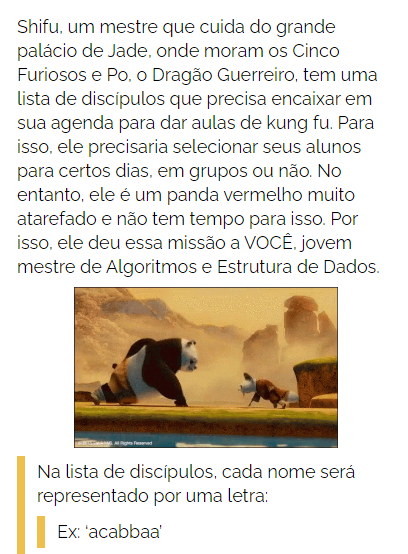 Shifu, um mestre que cuida do grande
palácio de Jade, onde moram os Cinco
Furiosos e Po, o Dragão Guerreiro, tem uma
lista de discípulos que precisa encaixar em
sua agenda para dar aulas de kung fu. Para
isso, ele precisaria selecionar seus alunos
para certos dias, em grupos ou não. No
entanto, ele é um panda vermelho muito
atarefado e não tem tempo para isso. Por
isso, ele deu essa missão a VOCÊ, jovem
mestre de Algoritmos e Estrutura de Dados.
All Rights Reserved
Na lista de discípulos, cada nome será
representado por uma letra:
Ex: ‘acabbaa’